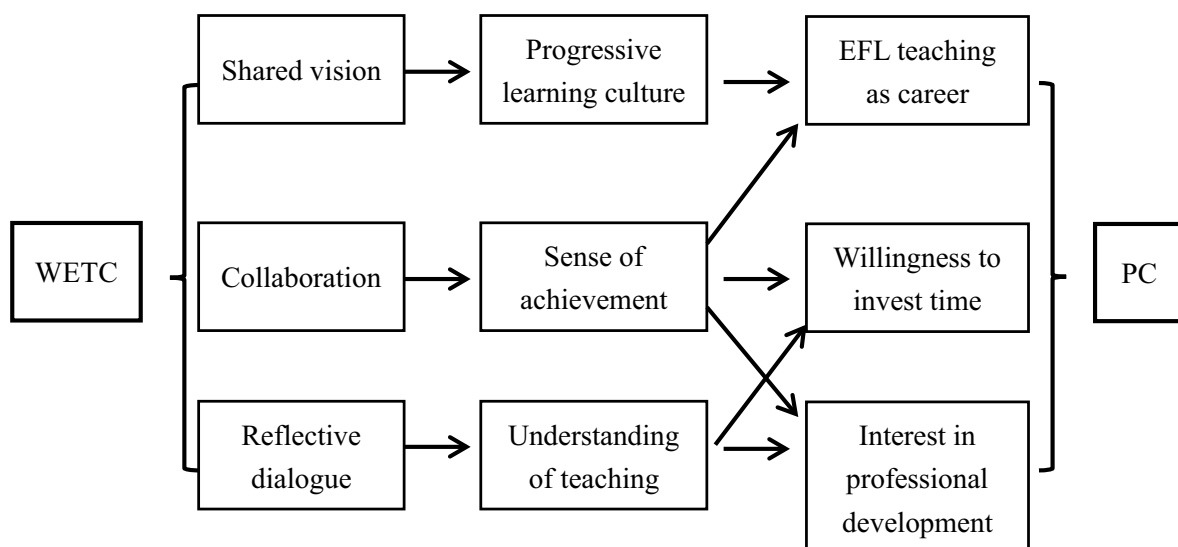 Shared vision
Progressive
learning culture
EFL teaching
as career
WETC
Collaboration
Sense of
achievement
Willingness to
invest time
PC
Reflective
dialogue
Understanding
of teaching
Interest in
professional
development